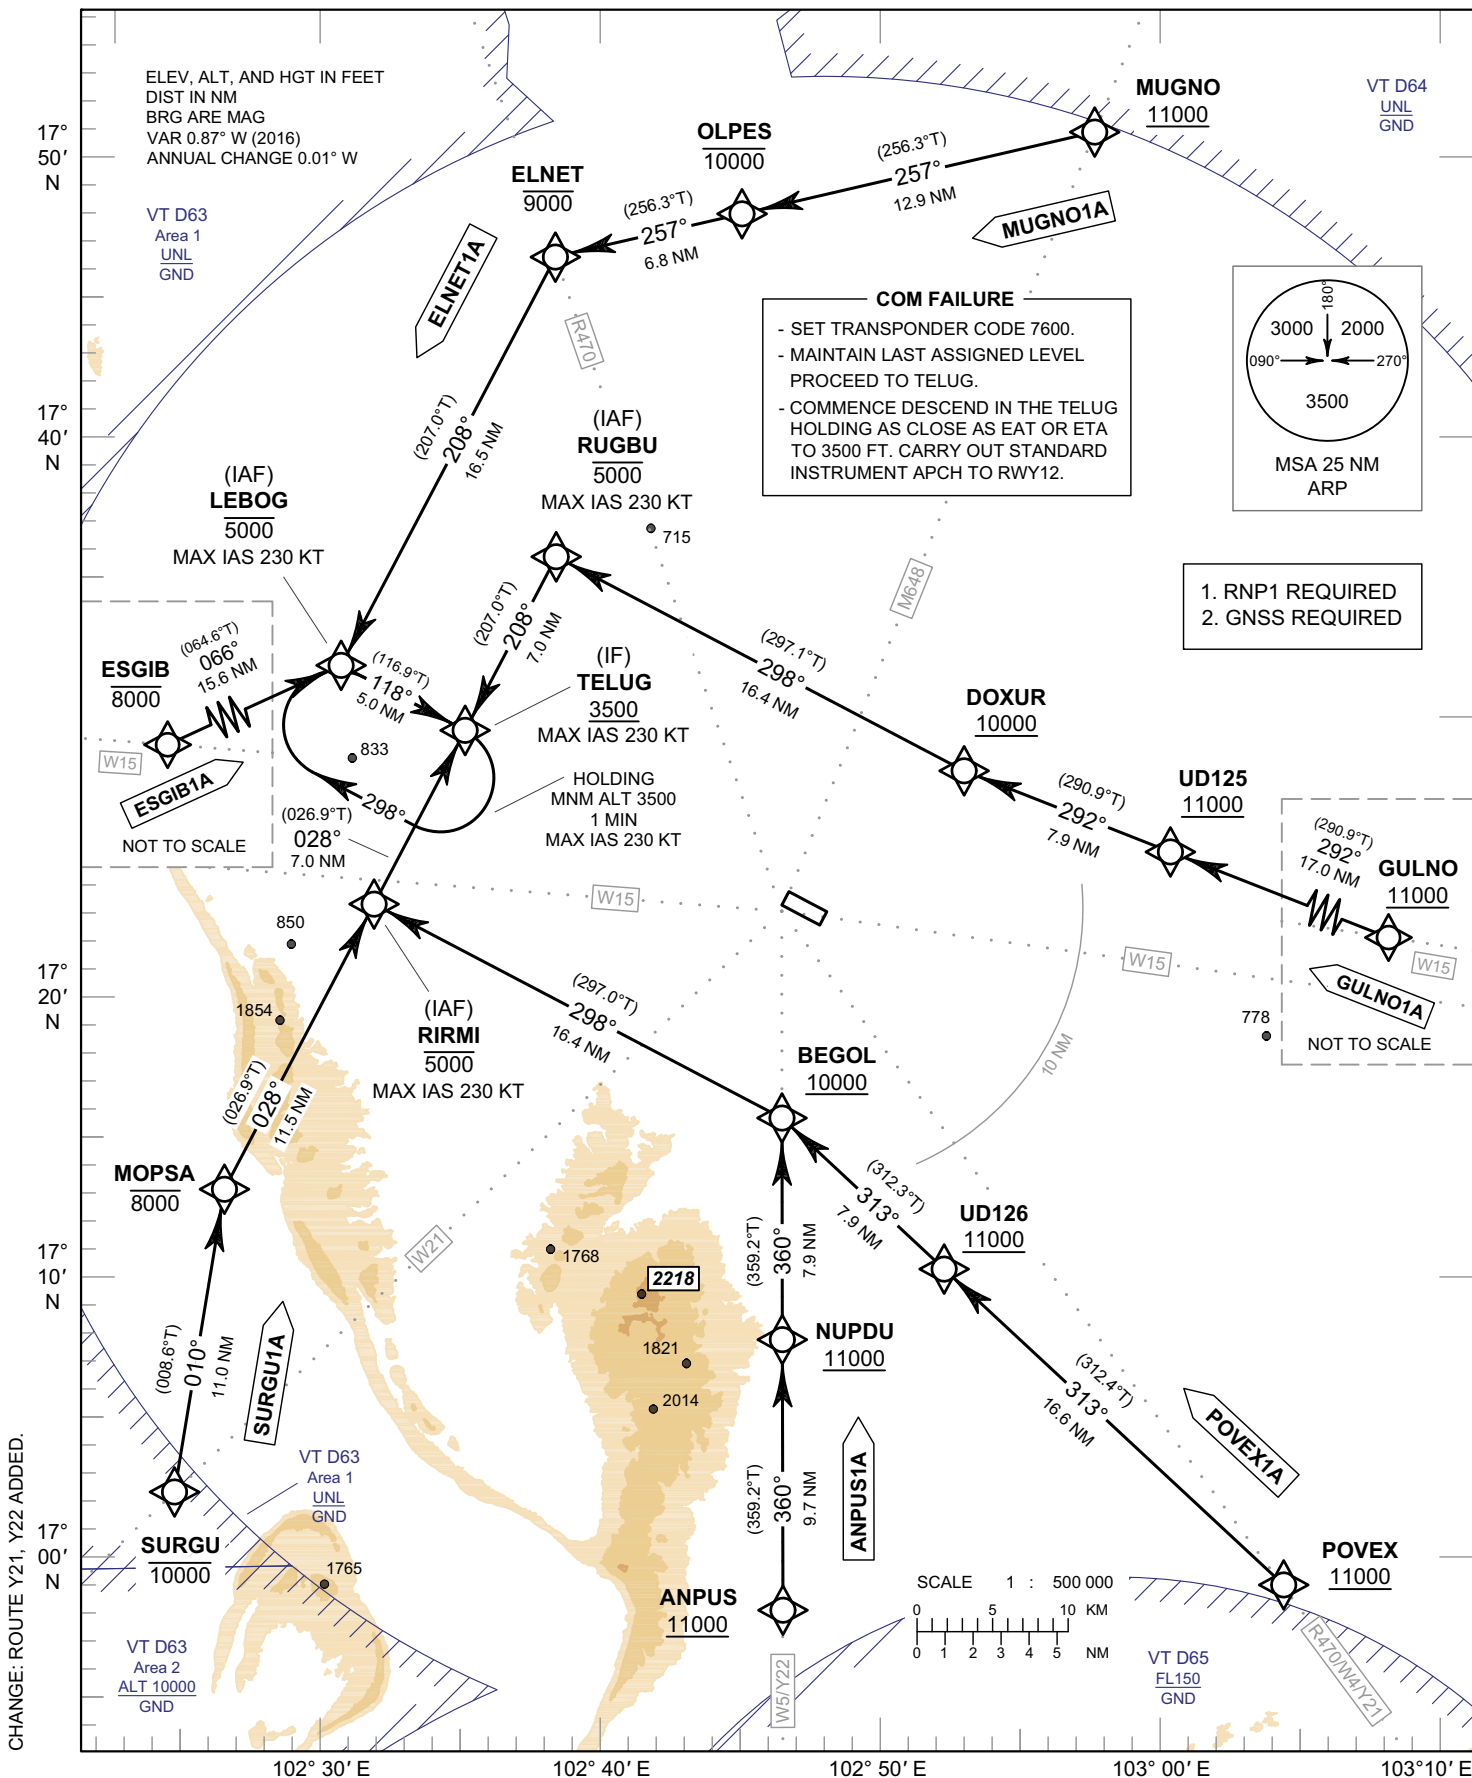 ELEV, ALT, AND HGT IN FEET
DIST IN NM
BRG ARE MAG
VAR 0.87° W (2016)
ANNUAL CHANGE 0.01° W
17°
50′
N
VT D63
Area 1
UNL
GND
ELNET
9000
OLPES
10000
MUGNO
11000
VT D64
UNL
GND
(256.3°T)
257°
12.9 NM
(256.3°T)
257°
6.8 NM
MUGNO1A
ELNET1A
R470
COM FAILURE
- SET TRANSPONDER CODE 7600.
- MAINTAIN LAST ASSIGNED LEVEL
PROCEED TO TELUG.
- COMMENCE DESCEND IN THE TELUG
HOLDING AS CLOSE AS EAT OR ETA
TO 3500 FT. CARRY OUT STANDARD
INSTRUMENT APCH TO RWY12.
180°
3000
2000
090°
270°
3500
MSA 25 NM
ARP
17°
40′
N
(207.0°T)
208°
16.5 NM
(IAF)
RUGBU
5000
MAX IAS 230 KT
715
(IAF)
LEBOG
5000
MAX IAS 230 KT
M648
1. RNP1 REQUIRED
2. GNSS REQUIRED
ESGIB
8000
(064.6°T)
066°
15.6 NM
W15
ESGIB1A
NOT TO SCALE
(116.9°T)
118°
5.0 NM
(207.0°T)
208°
7.0 NM
(IF)
TELUG
3500
MAX IAS 230 KT
833
298°
HOLDING
MNM ALT 3500
1 MIN
MAX IAS 230 KT
(026.9°T)
028°
7.0 NM
(297.1°T)
298°
16.4 NM
DOXUR
10000
(290.9°T)
292°
7.9 NM
UD125
11000
(290.9°T)
292°
17.0 NM
GULNO
11000
W15
GULNO1A
NOT TO SCALE
W15
W15
850
778
17°
20′
N
1854
(IAF)
RIRMI
5000
MAX IAS 230 KT
(297.0°T)
298°
16.4 NM
10 NM
BEGOL
10000
(026.9°T)
028°
11.5 NM
MOPSA
8000
(312.3°T)
313°
7.9 NM
UD126
11000
W21
17°
10′
N
1768
2218
1821
2014
(359.2°T)
360°
7.9 NM
NUPDU
11000
(008.6°T)
010°
11.0 NM
SURGU1A
(312.4°T)
313°
16.6 NM
POVEX1A
VT D63
Area 1
UNL
GND
(359.2°T)
360°
9.7 NM
ANPUS1A
17°
00′
N
SURGU
10000
1765
ANPUS
11000
POVEX
11000
SCALE 1 : 500 000
0 5 10 KM
0 1 2 3 4 5 NM
VT D63
Area 2
ALT 10000
GND
W5/Y22
VT D65
FL150
GND
R470/W4/Y21
CHANGE: ROUTE Y21, Y22 ADDED.
102° 30′ E
102° 40′ E
102° 50′ E
103° 00′ E
103°10′ E